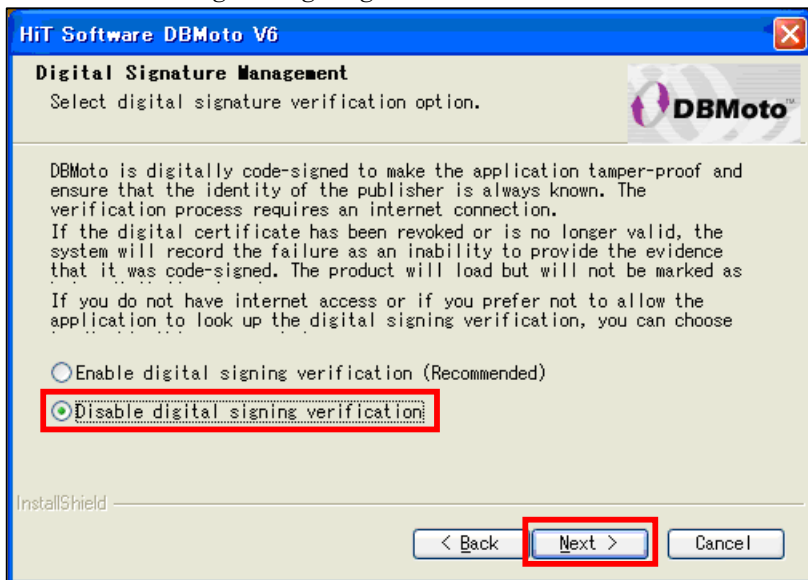 HiT Software DBMoto V6
Digital Signature Management
Select digital signature verification option.
DBMoto™
DBMoto is digitally code-signed to make the application tamper-proof and
ensure that the identity of the publisher is always known. The
verification process requires an internet connection.
If the digital certificate has been revoked or is no longer valid, the
system will record the failure as an inability to provide the evidence
that it was code-signed. The product will load but will not be marked as
If you do not have internet access or if you prefer not to allow the
application to look up the digital signing verification, you can choose
Enable digital signing verification (Recommended)
Disable digital signing verification
InstallShield
< Back
Next >
Cancel